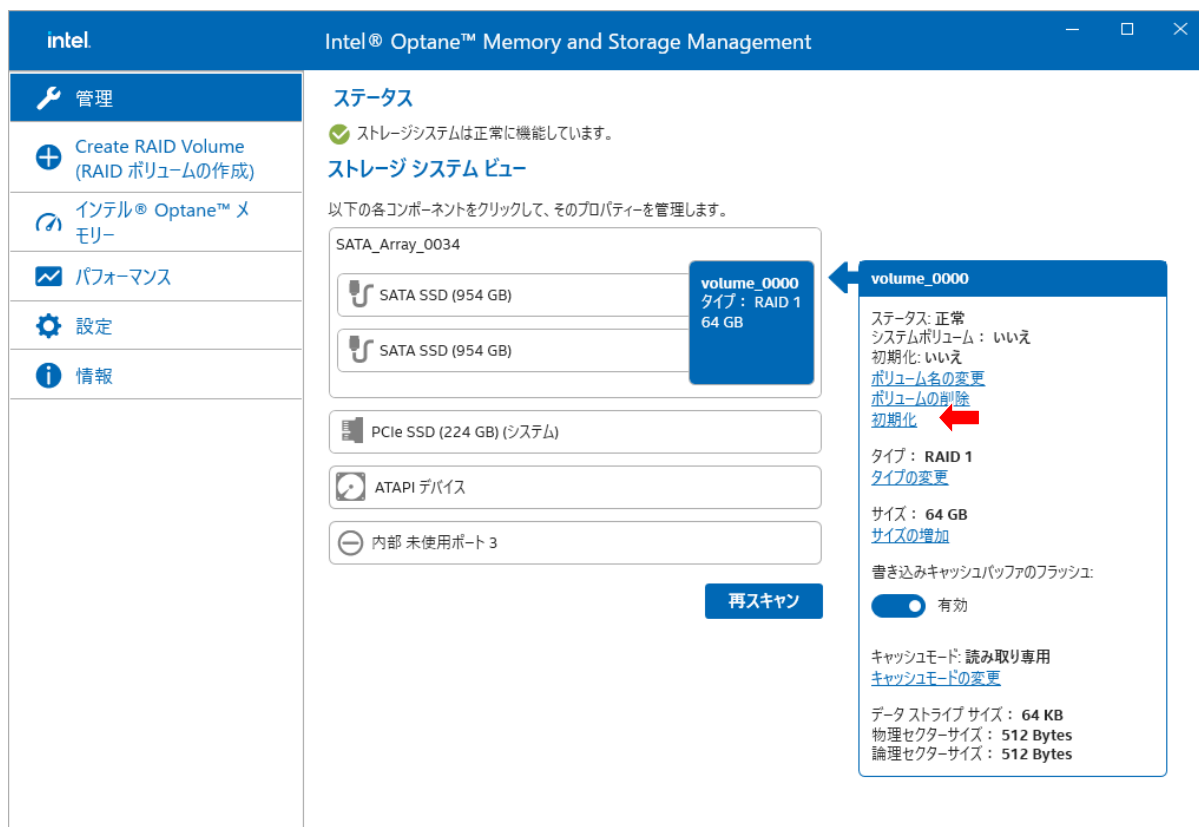 intel.
Intel® Optane™ Memory and Storage Management
管理
Create RAID Volume
(RAID ボリュームの作成)
インテル® Optane™ メ
モリー
パフォーマンス
設定
情報
ステータス
ストレージシステムは正常に機能しています。
ストレージ システム ビュー
以下の各コンポーネントをクリックして、そのプロパティーを管理します。
SATA_Array_0034
SATA SSD (954 GB)
SATA SSD (954 GB)
volume_0000
タイプ： RAID 1
64 GB
PCIe SSD (224 GB) (システム)
ATAPI デバイス
内部 未使用ポート 3
再スキャン
volume_0000
ステータス: 正常
システムボリューム： いいえ
初期化: いいえ
ボリューム名の変更
ボリュームの削除
初期化
タイプ： RAID 1
タイプの変更
サイズ： 64 GB
サイズの増加
書き込みキャッシュバッファのフラッシュ:
有効
キャッシュモード: 読み取り専用
キャッシュモードの変更
データ ストライプ サイズ： 64 KB
物理セクターサイズ： 512 Bytes
論理セクターサイズ： 512 Bytes